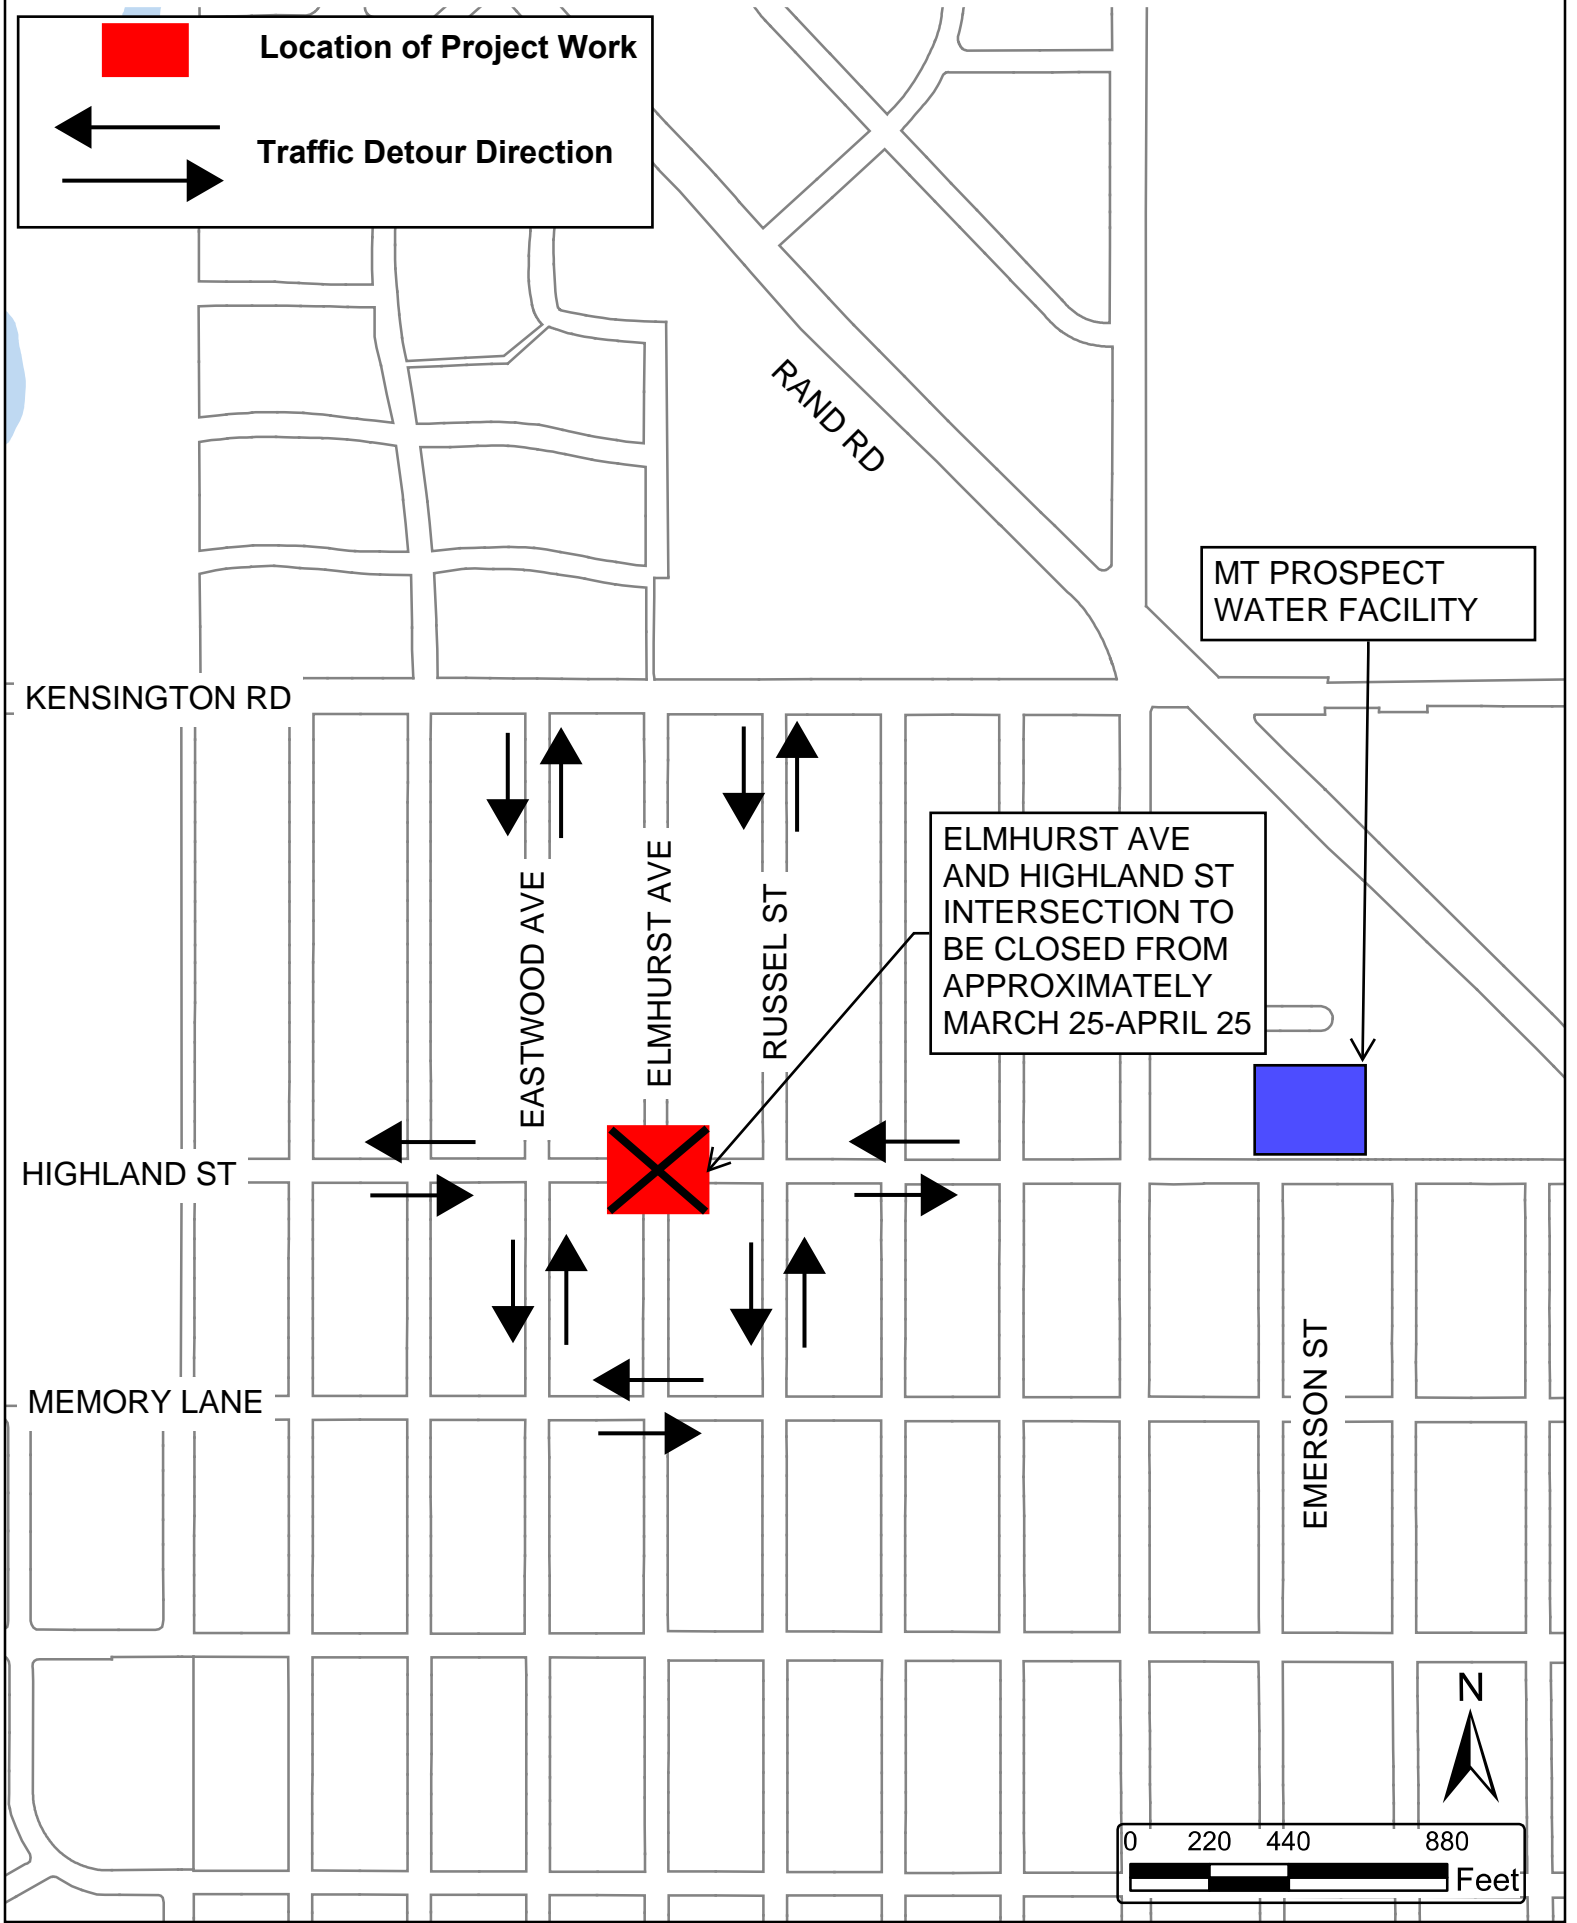 Location of Project Work
Traffic Detour Direction
RAND RD
MT PROSPECT
WATER FACILITY
KENSINGTON RD
ELMHURST AVE
AND HIGHLAND ST
INTERSECTION TO
BE CLOSED FROM
APPROXIMATELY
MARCH 25-APRIL 25
EASTWOOD AVE
ELMHURST AVE
RUSSEL ST
HIGHLAND ST
MEMORY LANE
EMERSON ST
N
0 220 440 880
Feet